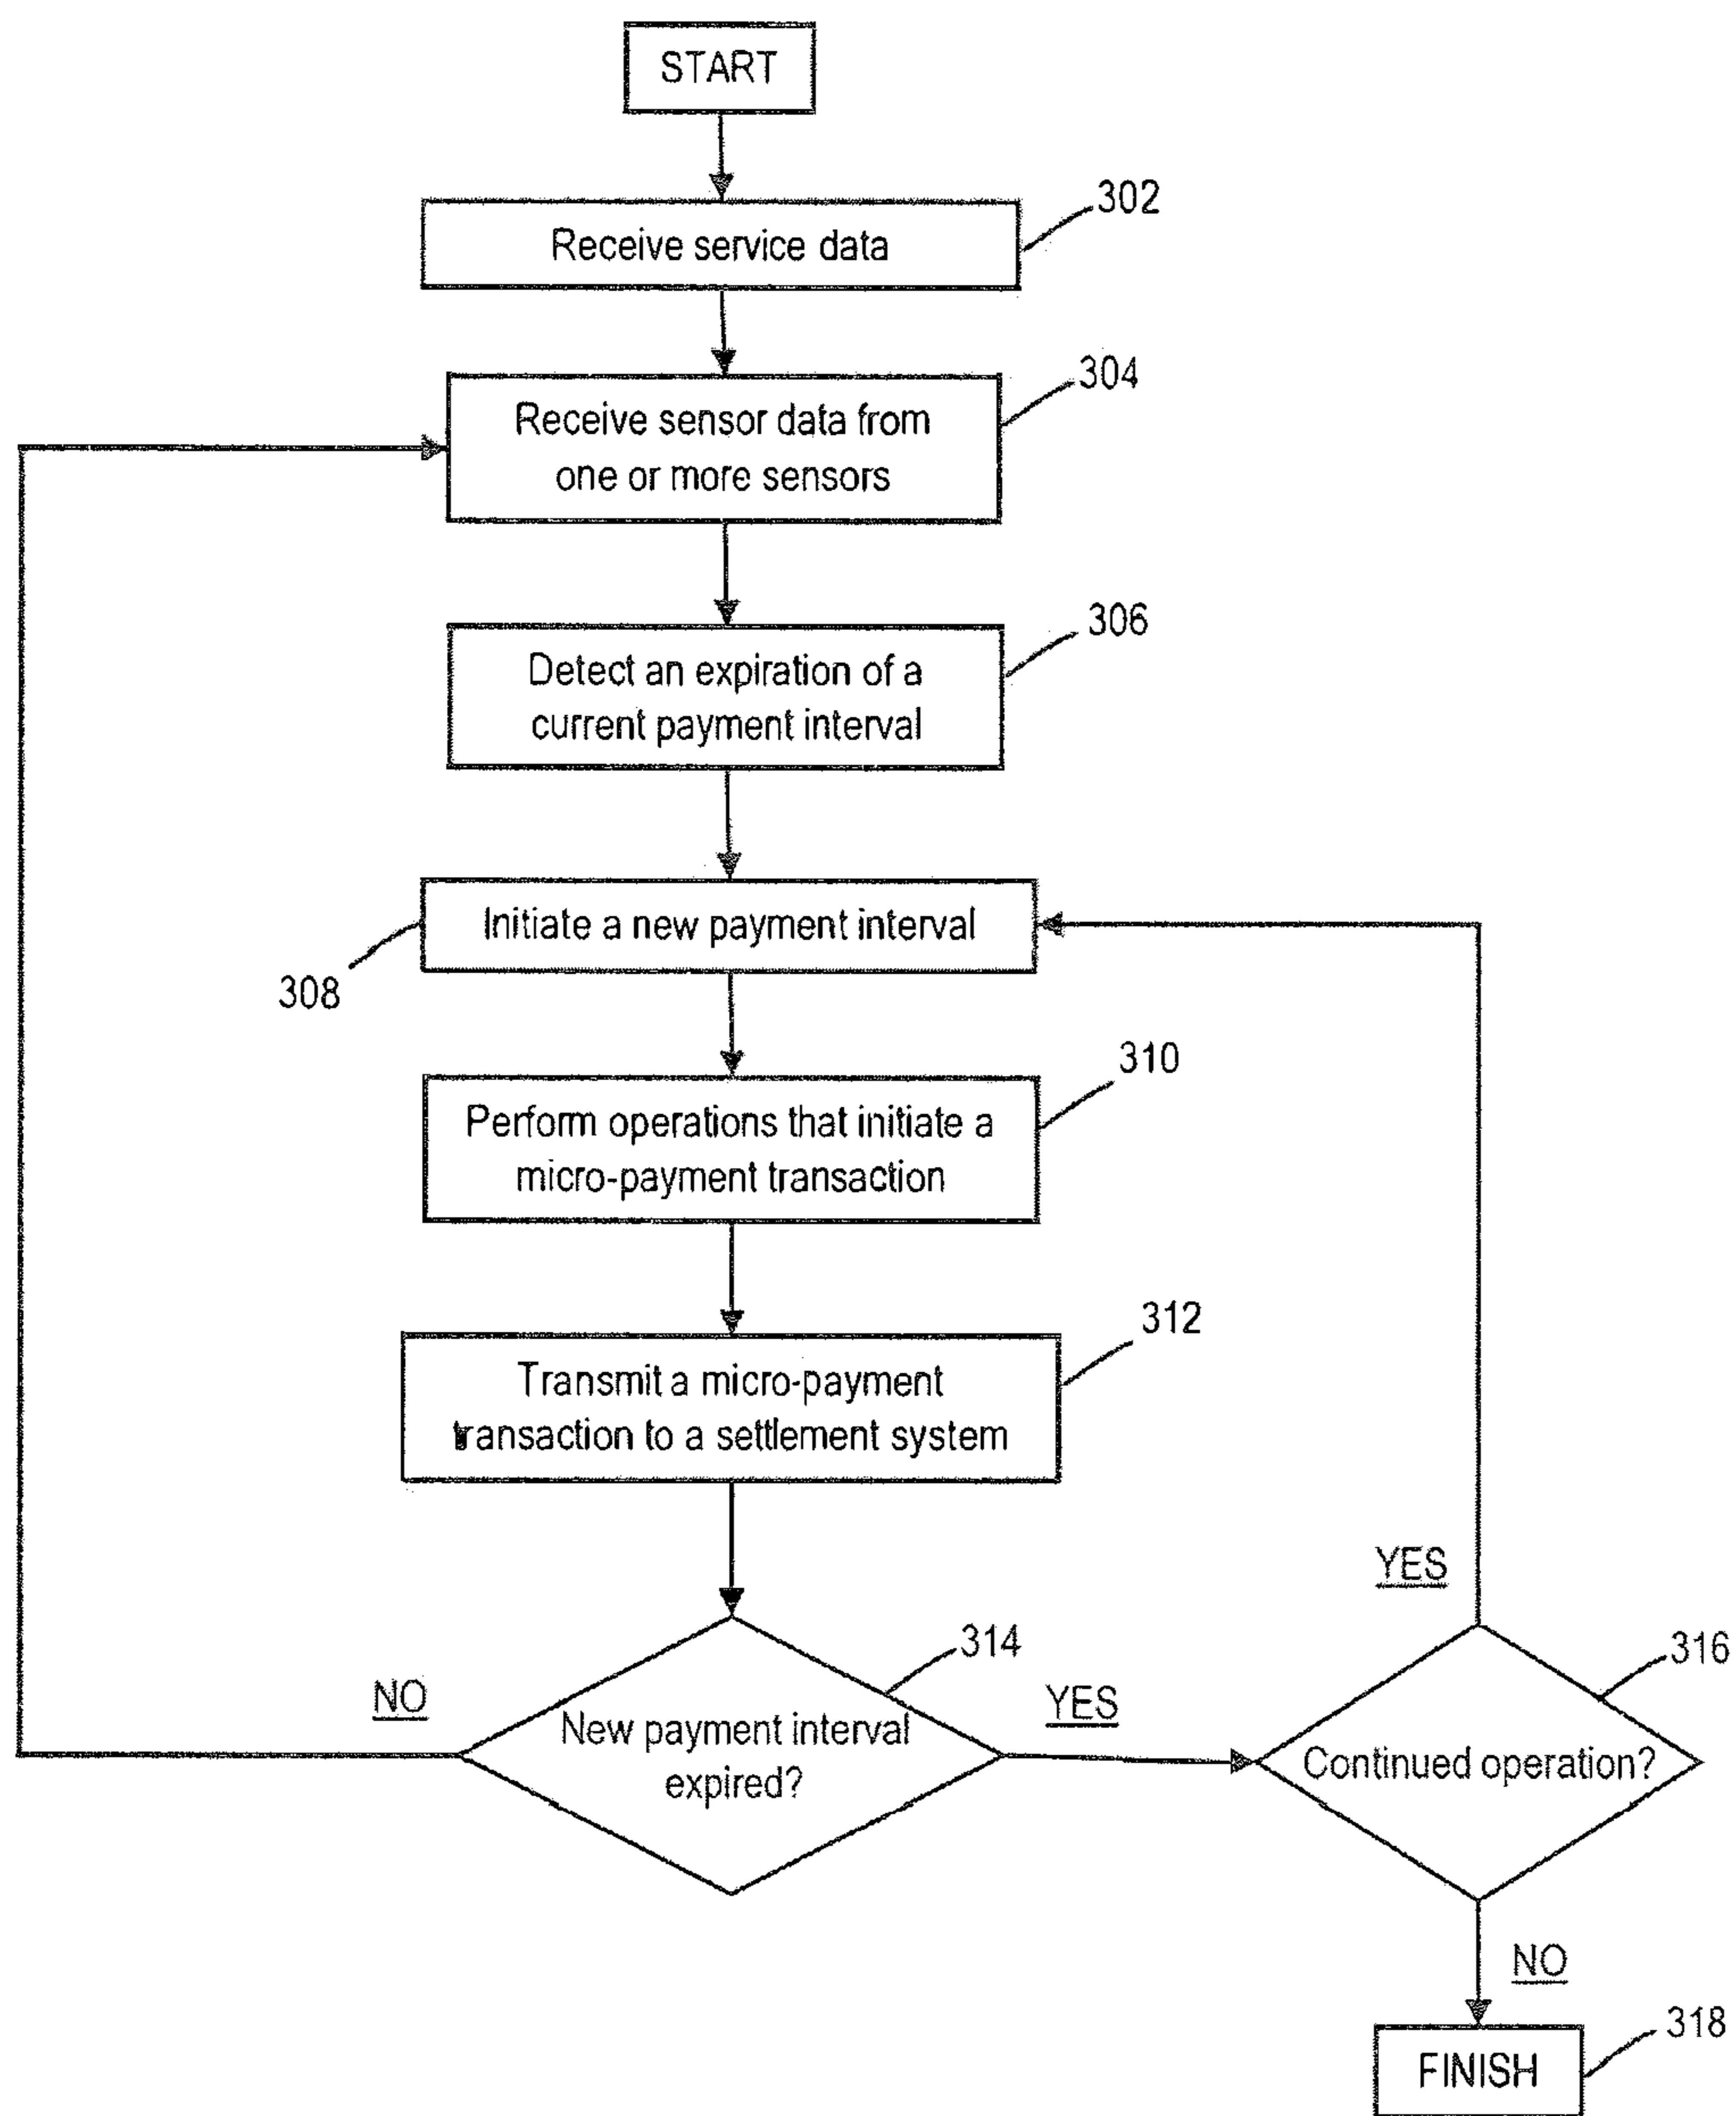 START
302
Receive service data
304
Receive sensor data from
one or more sensors
306
Detect an expiration of a
current payment interval
Initiate a new payment interval
308
310
Perform operations that initiate a
micro-payment transaction
312
Transmit a micro-payment
transaction to a settlement system
YES
314
316
NO
YES
New payment interval
expired?
Continued operation?
NO
318
FINISH